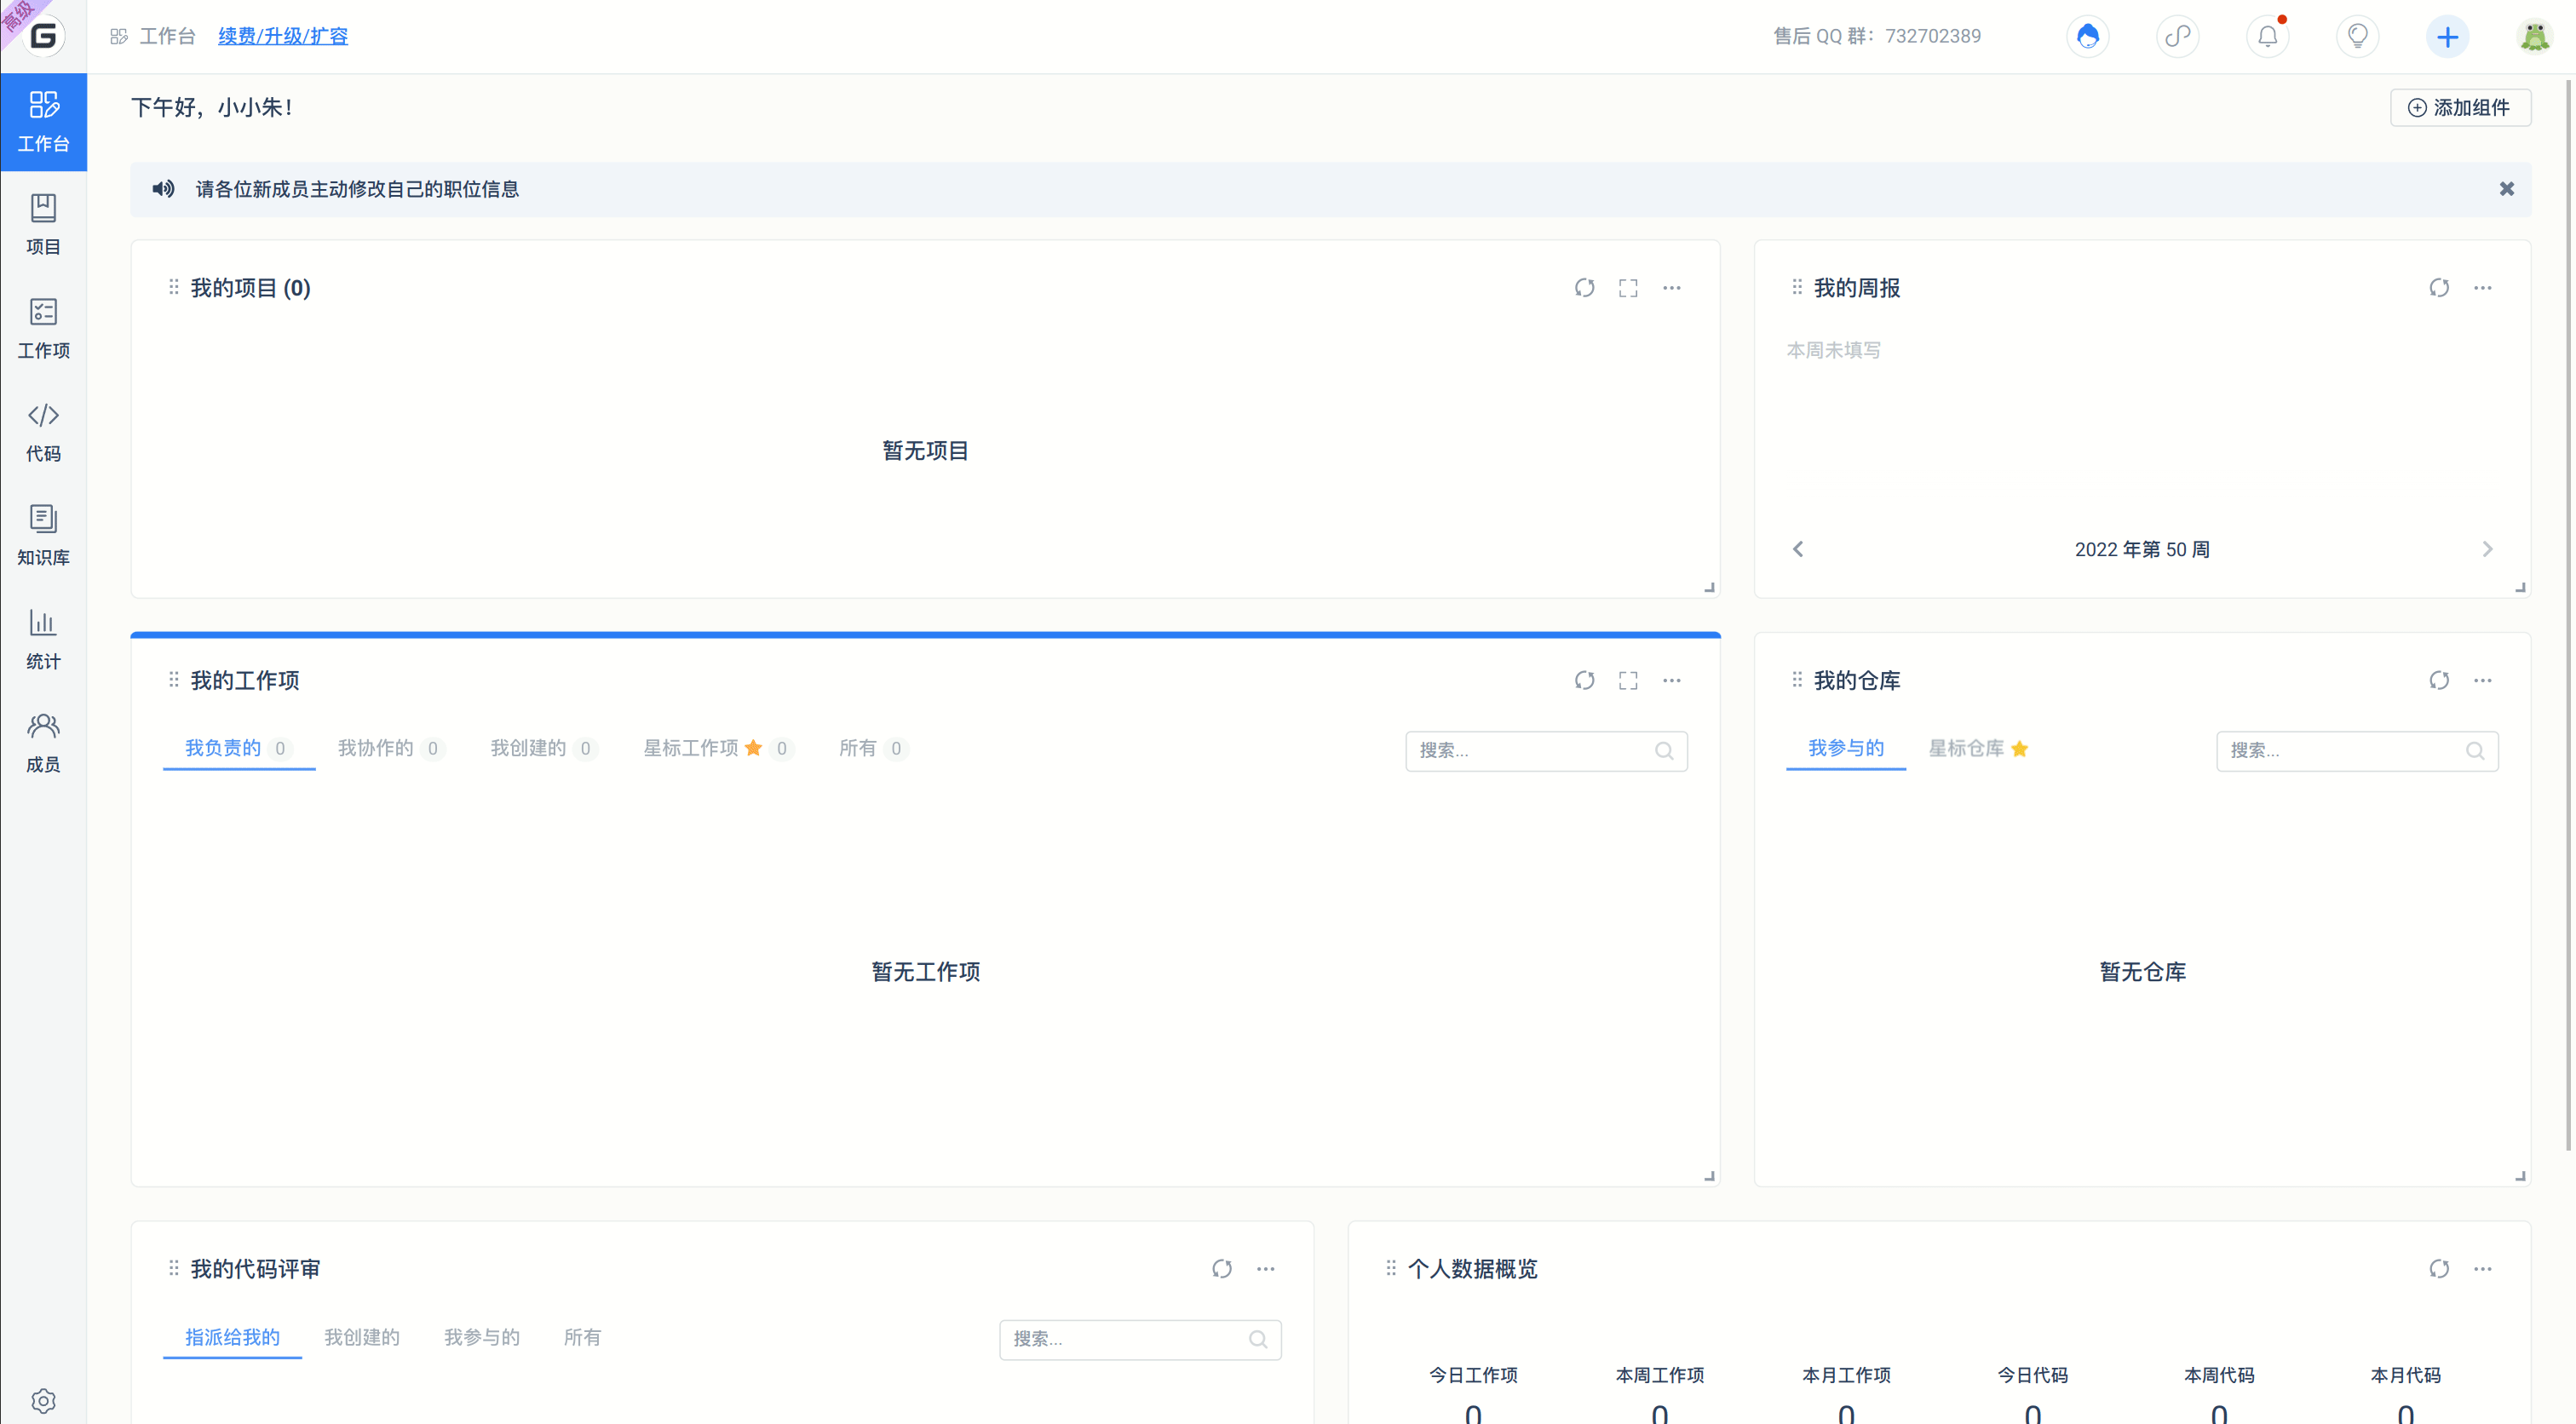 高级
G
工作台 续费/升级/扩容 售后 QQ 群：732702389
工作台
项目
工作项
代码
知识库
统计
成员
下午好，小小朱！
添加组件
请各位新成员主动修改自己的职位信息
我的项目 (0)
暂无项目
我的周报
本周未填写
2022 年第 50 周
我的工作项
我负责的 0 我协作的 0 我创建的 0 星标工作项 0 所有 0 搜索...
暂无工作项
我的仓库
我参与的 星标仓库 搜索...
暂无仓库
我的代码评审
指派给我的 我创建的 我参与的 所有 搜索...
个人数据概览
今日工作项 本周工作项 本月工作项 今日代码 本周代码 本月代码
0 0 0 0 0 0